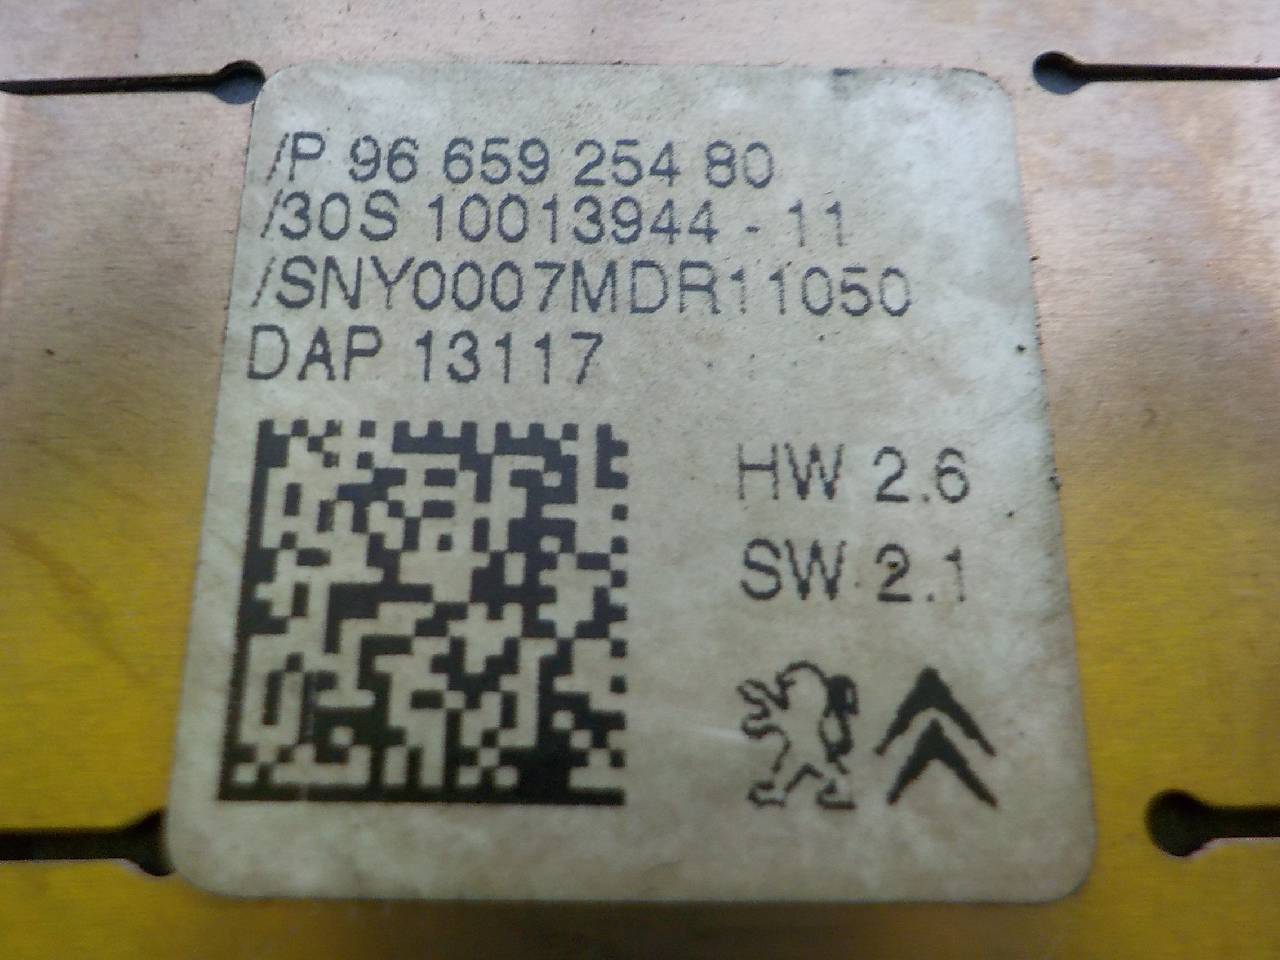 /P 96 659 254 80
/30S 10013944 - 11
/SNY0007MDR11050
DAP 13117
HW 2.6
SW 2.1